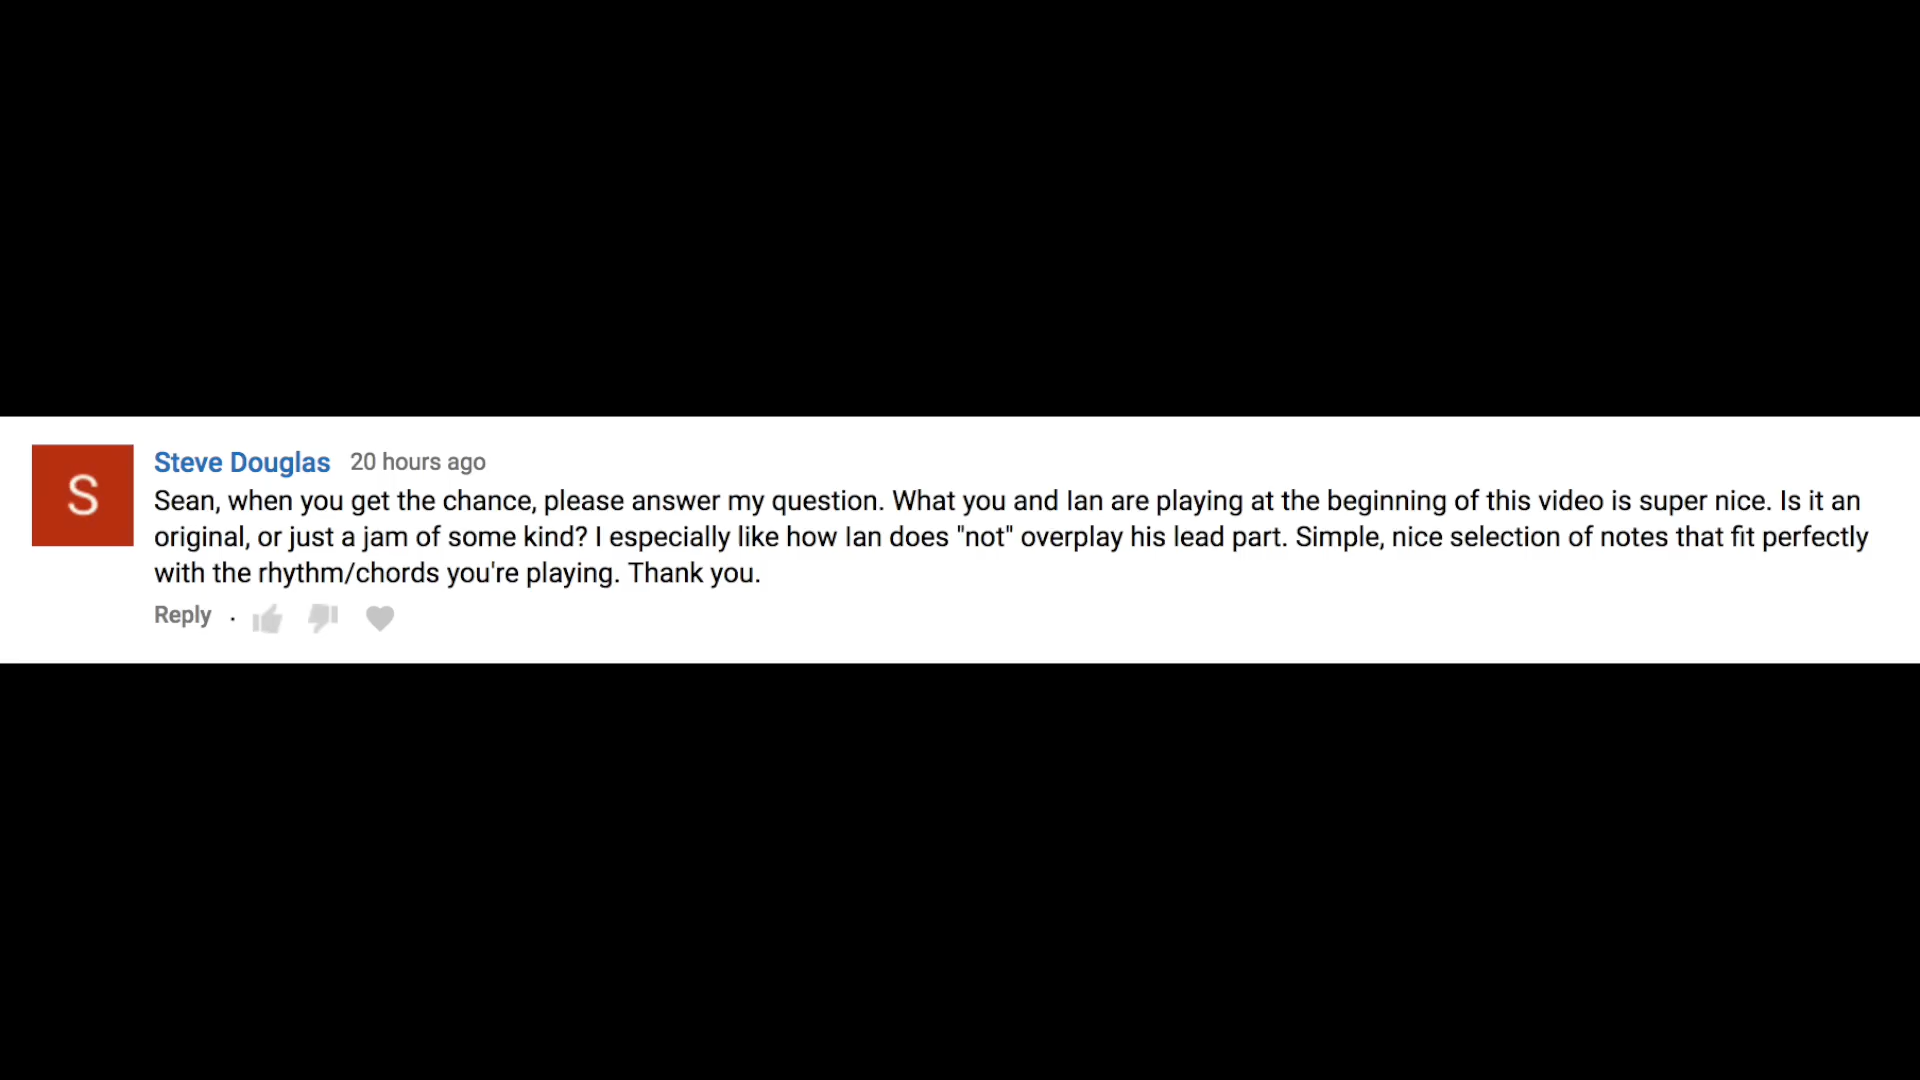 S
Steve Douglas 20 hours ago
Sean, when you get the chance, please answer my question. What you and Ian are playing at the beginning of this video is super nice. Is it an
original, or just a jam of some kind? I especially like how Ian does "not" overplay his lead part. Simple, nice selection of notes that fit perfectly
with the rhythm/chords you're playing. Thank you.
Reply .